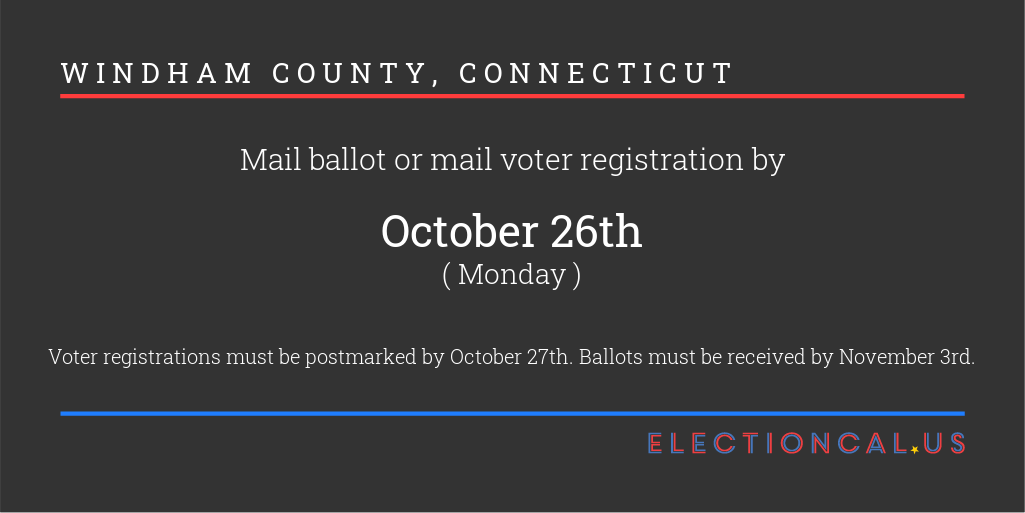 WINDHAM COUNTY, CONNECTICUT
Mail ballot or mail voter registration by
October 26th
( Monday )
Voter registrations must be postmarked by October 27th. Ballots must be received by November 3rd.
ELECTIONCAL.US